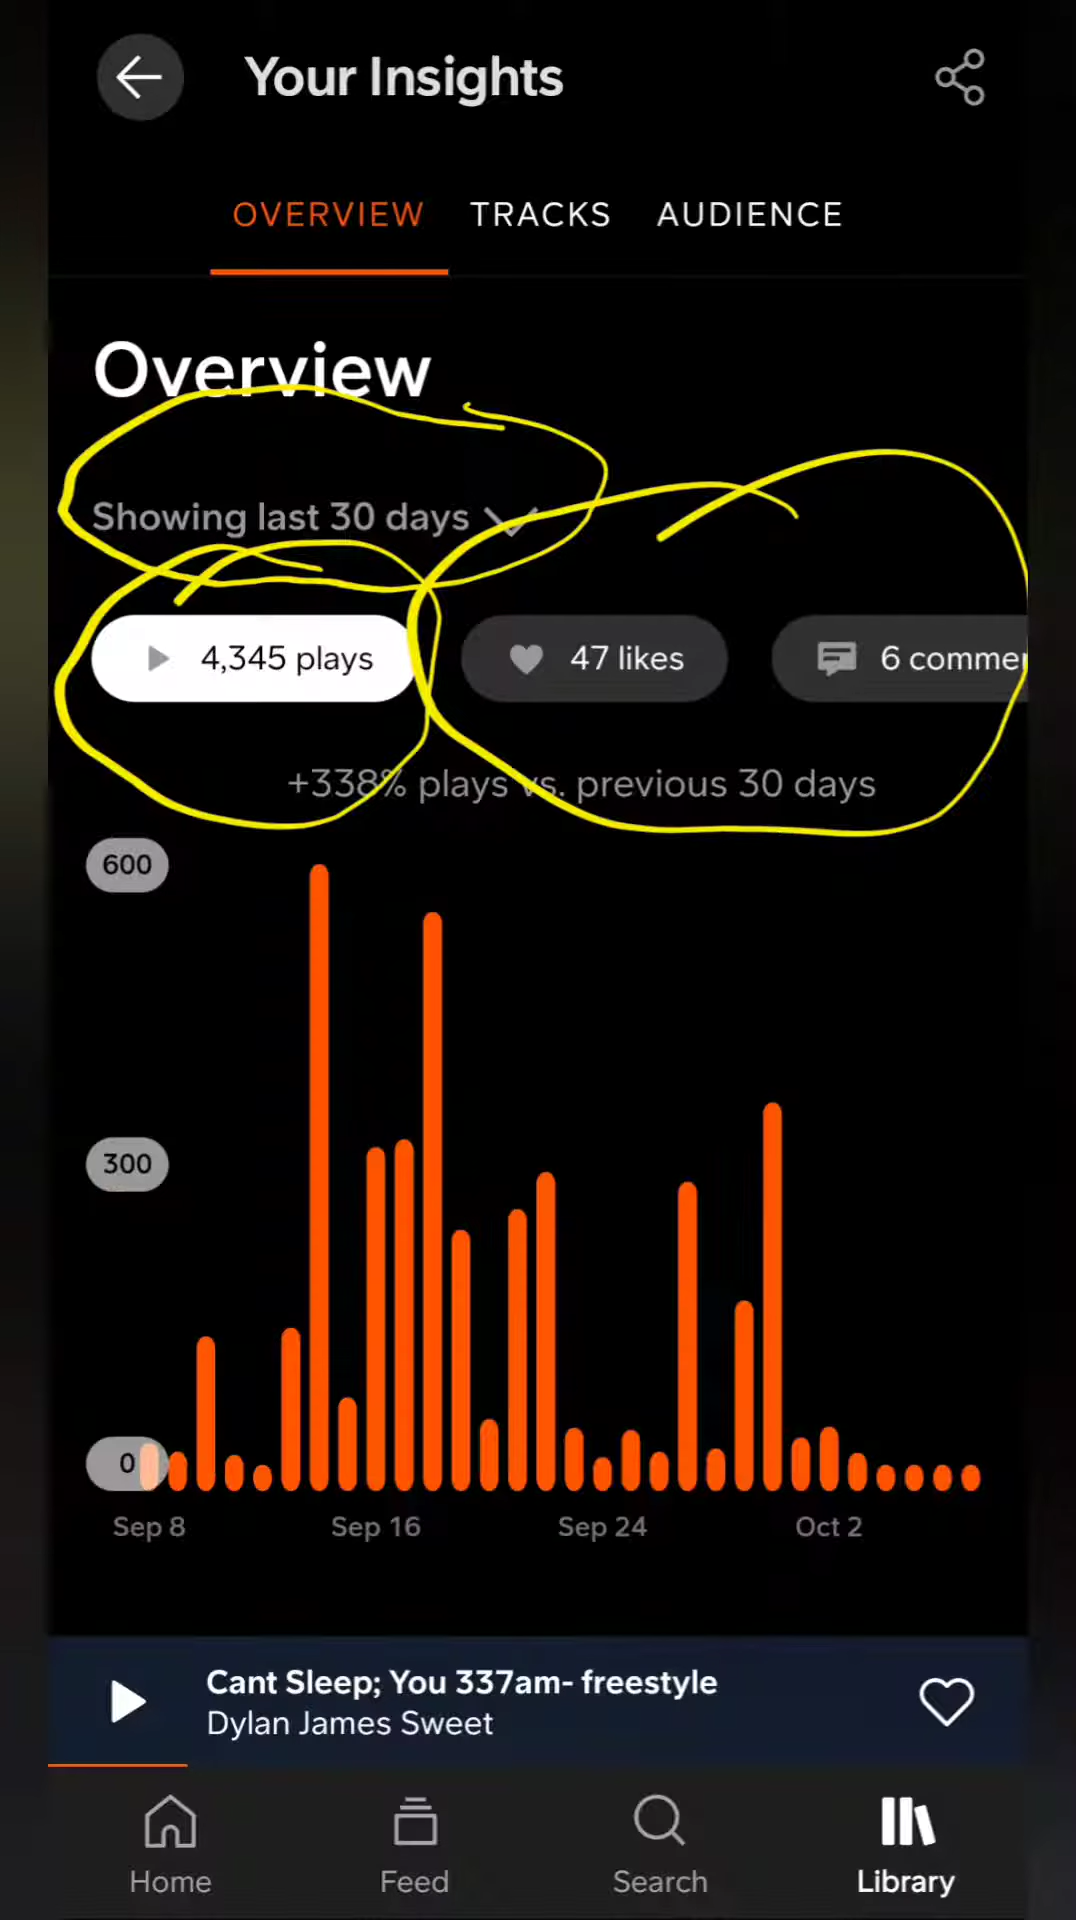 Your Insights
OVERVIEW TRACKS AUDIENCE
Overview
Showing last 30 days
4,345 plays 47 likes 6 commen
+338% plays vs. previous 30 days
600
300
0
Sep 8 Sep 16 Sep 24 Oct 2
Cant Sleep; You 337am- freestyle
Dylan James Sweet
Home Feed Search Library